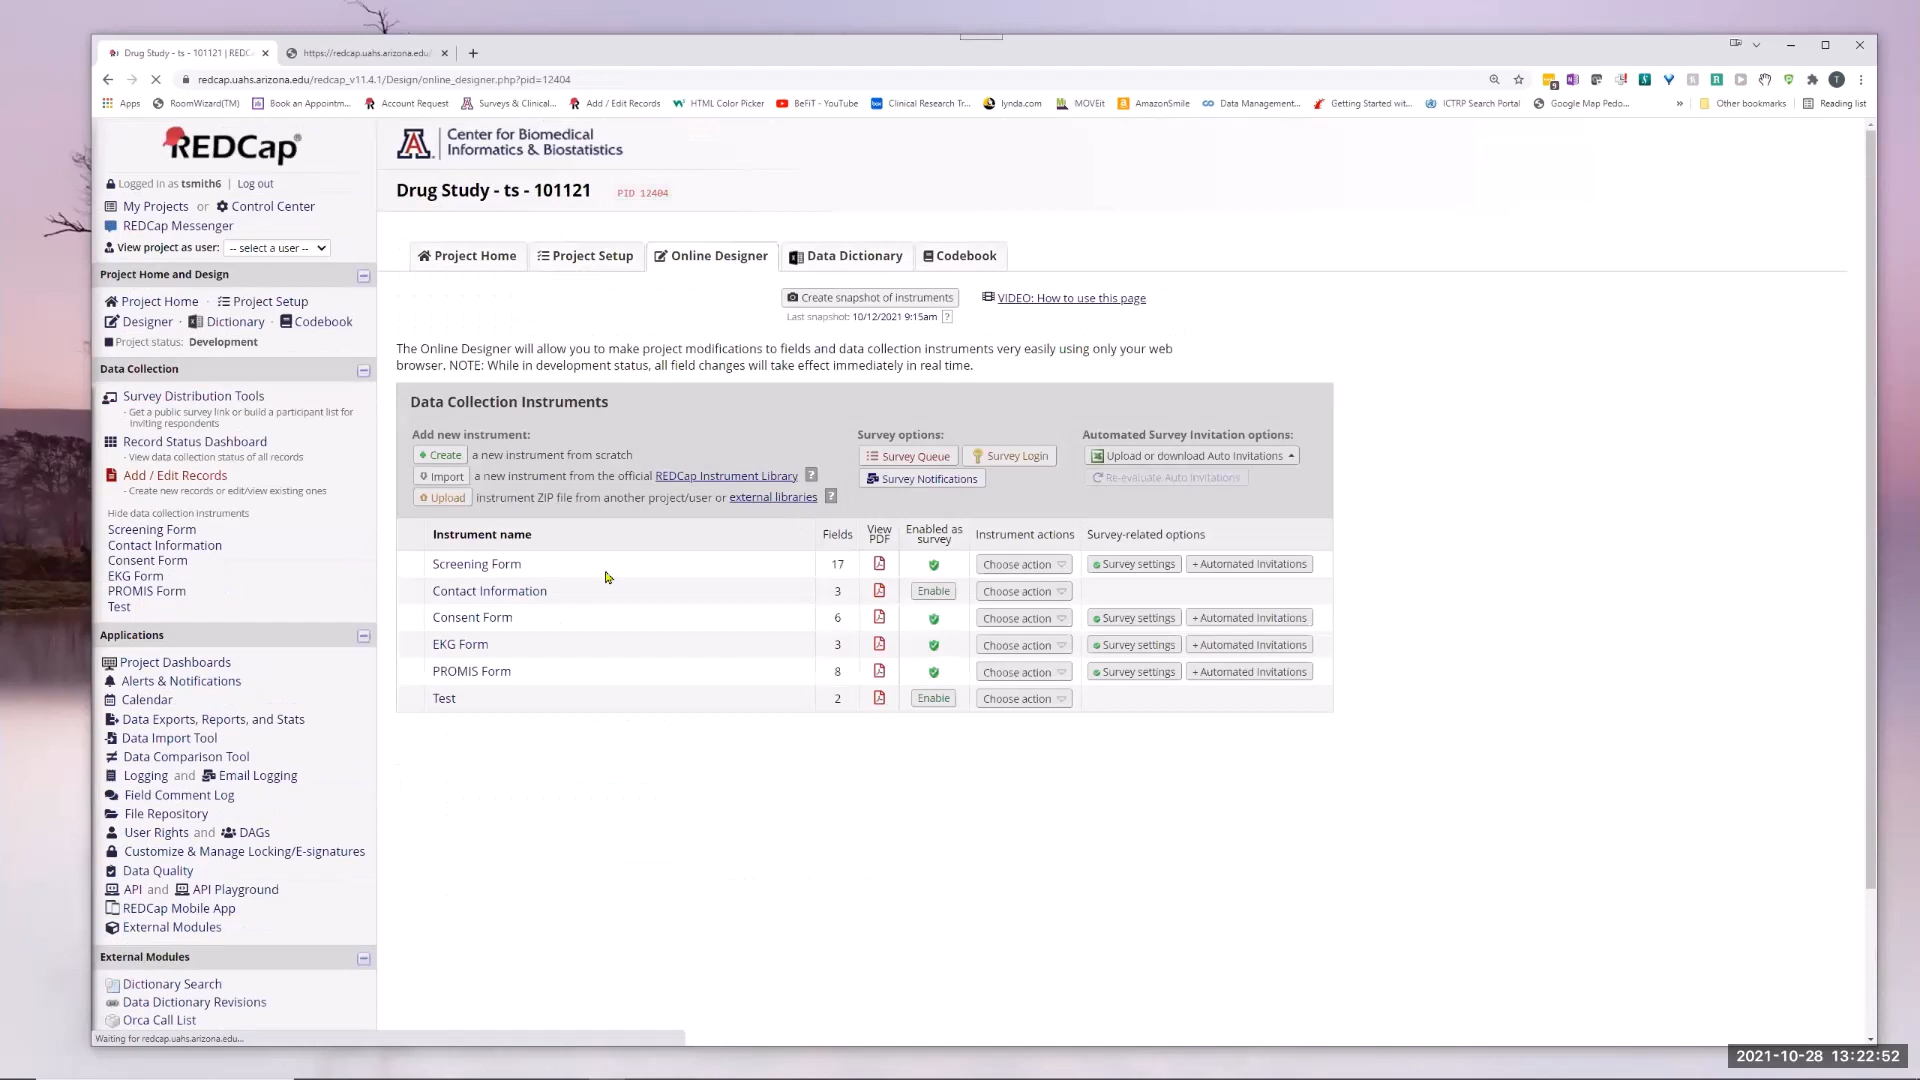 Drug Study - ts - 101121 | REDC
https://redcap.uahs.arizona.edu
redcap.uahs.arizona.edu/redcap_v11.4.1/Design/online_designer.php?pid=12404
Apps RoomWizard(TM) Book an Appointm... Account Request Surveys & Clinical... Add / Edit Records HTML Color Picker BeFiT - YouTube Clinical Research Tr... lynda.com MOVEit AmazonSmile Data Management... Getting Started wit... ICTRP Search Portal Google Map Pedo... » Other bookmarks Reading list
REDCap
Logged in as tsmith6 | Log out
My Projects or Control Center
REDCap Messenger
View project as user: -- select a user --
Project Home and Design
Project Home · Project Setup
Designer · Dictionary · Codebook
Project status: Development
Data Collection
Survey Distribution Tools
- Get a public survey link or build a participant list for
inviting respondents
Record Status Dashboard
- View data collection status of all records
Add / Edit Records
- Create new records or edit/view existing ones
Hide data collection instruments
Screening Form
Contact Information
Consent Form
EKG Form
PROMIS Form
Test
Applications
Project Dashboards
Alerts & Notifications
Calendar
Data Exports, Reports, and Stats
Data Import Tool
Data Comparison Tool
Logging and Email Logging
Field Comment Log
File Repository
User Rights and DAGs
Customize & Manage Locking/E-signatures
Data Quality
API and API Playground
REDCap Mobile App
External Modules
External Modules
Dictionary Search
Data Dictionary Revisions
Orca Call List
Waiting for redcap.uahs.arizona.edu...
A
Center for Biomedical
Informatics & Biostatistics
Drug Study - ts - 101121 PID 12404
Project Home Project Setup Online Designer Data Dictionary Codebook
Create snapshot of instruments VIDEO: How to use this page
Last snapshot: 10/12/2021 9:15am ?
The Online Designer will allow you to make project modifications to fields and data collection instruments very easily using only your web
browser. NOTE: While in development status, all field changes will take effect immediately in real time.
Data Collection Instruments
Add new instrument: Survey options: Automated Survey Invitation options:
Create a new instrument from scratch Survey Queue Survey Login Upload or download Auto Invitations
Import a new instrument from the official REDCap Instrument Library ? Survey Notifications Re-evaluate Auto Invitations
Upload instrument ZIP file from another project/user or external libraries ?
Instrument name Fields View PDF Enabled as survey Instrument actions Survey-related options
Screening Form 17 Choose action Survey settings + Automated Invitations
Contact Information 3 Enable Choose action
Consent Form 6 Choose action Survey settings + Automated Invitations
EKG Form 3 Choose action Survey settings + Automated Invitations
PROMIS Form 8 Choose action Survey settings + Automated Invitations
Test 2 Enable Choose action
2021-10-28 13:22:52